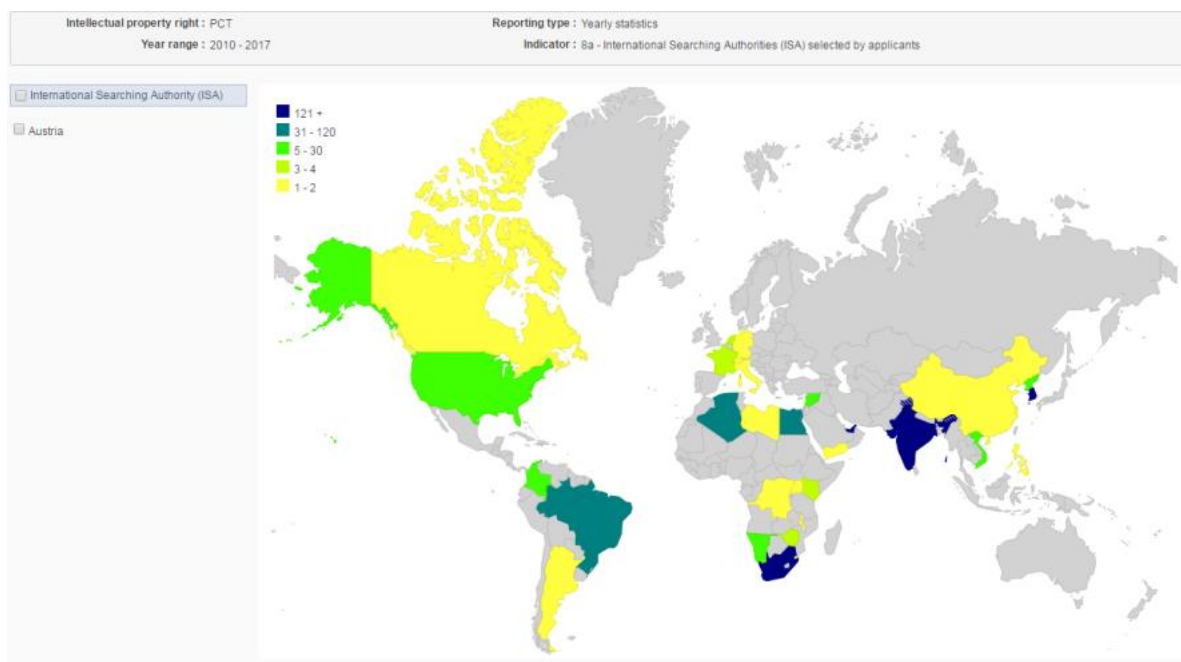 Intellectual property right : PCT
Reporting type : Yearly statistics
Year range : 2010 - 2017
Indicator : 8a - International Searching Authorities (ISA) selected by applicants
International Searching Authority (ISA)
Austria
121 +
31 - 120
5 - 30
3 - 4
1 - 2